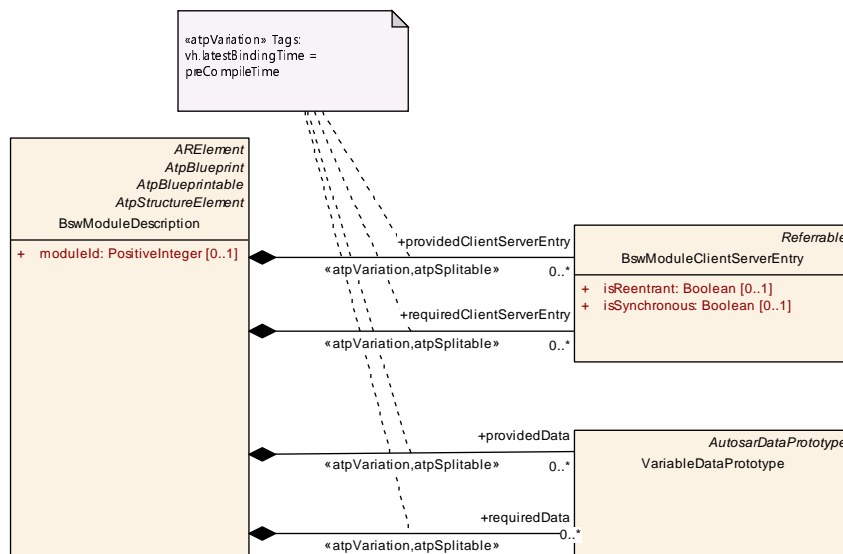 «atpVariation» Tags:
vh.latestBindingTime =
preCompileTime
ARElement
AtpBlueprint
AtpBlueprintable
AtpStructureElement
BswModuleDescription
+ moduleId: PositiveInteger [0..1]
+providedClientServerEntry
«atpVariation,atpSplitable»
0..*
+requiredClientServerEntry
«atpVariation,atpSplitable»
0..*
Referrable
BswModuleClientServerEntry
+ isReentrant: Boolean [0..1]
+ isSynchronous: Boolean [0..1]
+providedData
«atpVariation,atpSplitable»
0..*
AutosarDataPrototype
VariableDataPrototype
+requiredData
«atpVariation,atpSplitable»
0..*